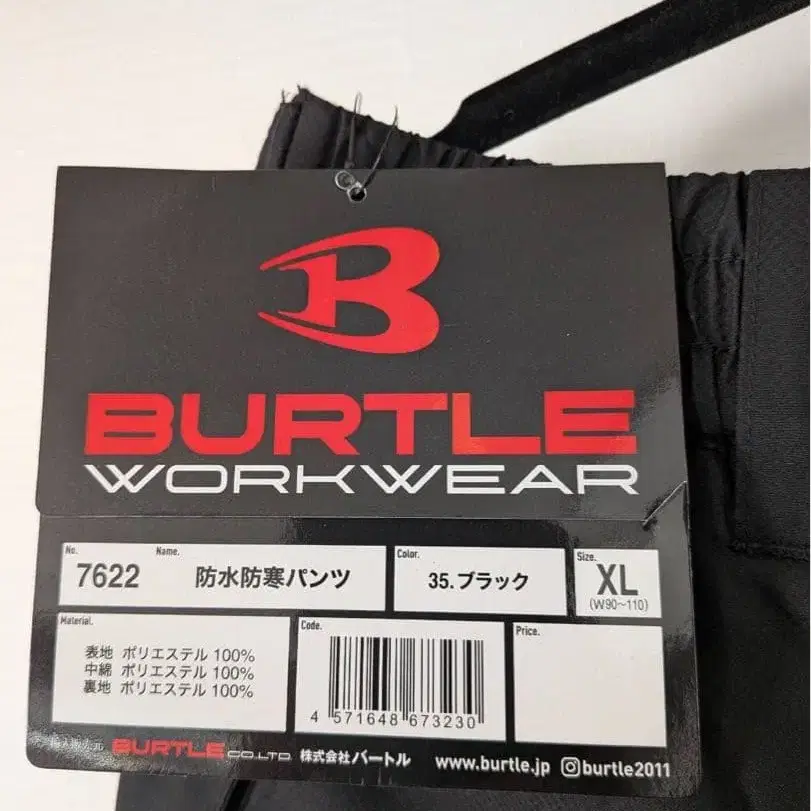 B
BURTLE
WORKWEAR
No. 7622
Name. 防水防寒パンツ
Color. 35.ブラック
Size. XL
(W90~110)
Material.
表地 ポリエステル 100%
中綿 ポリエステル 100%
裏地 ポリエステル 100%
Code.
4 571648 673230
Price.
BURTLE CO.LTD. 株式会社バートル www.burtle.jp burtle2011